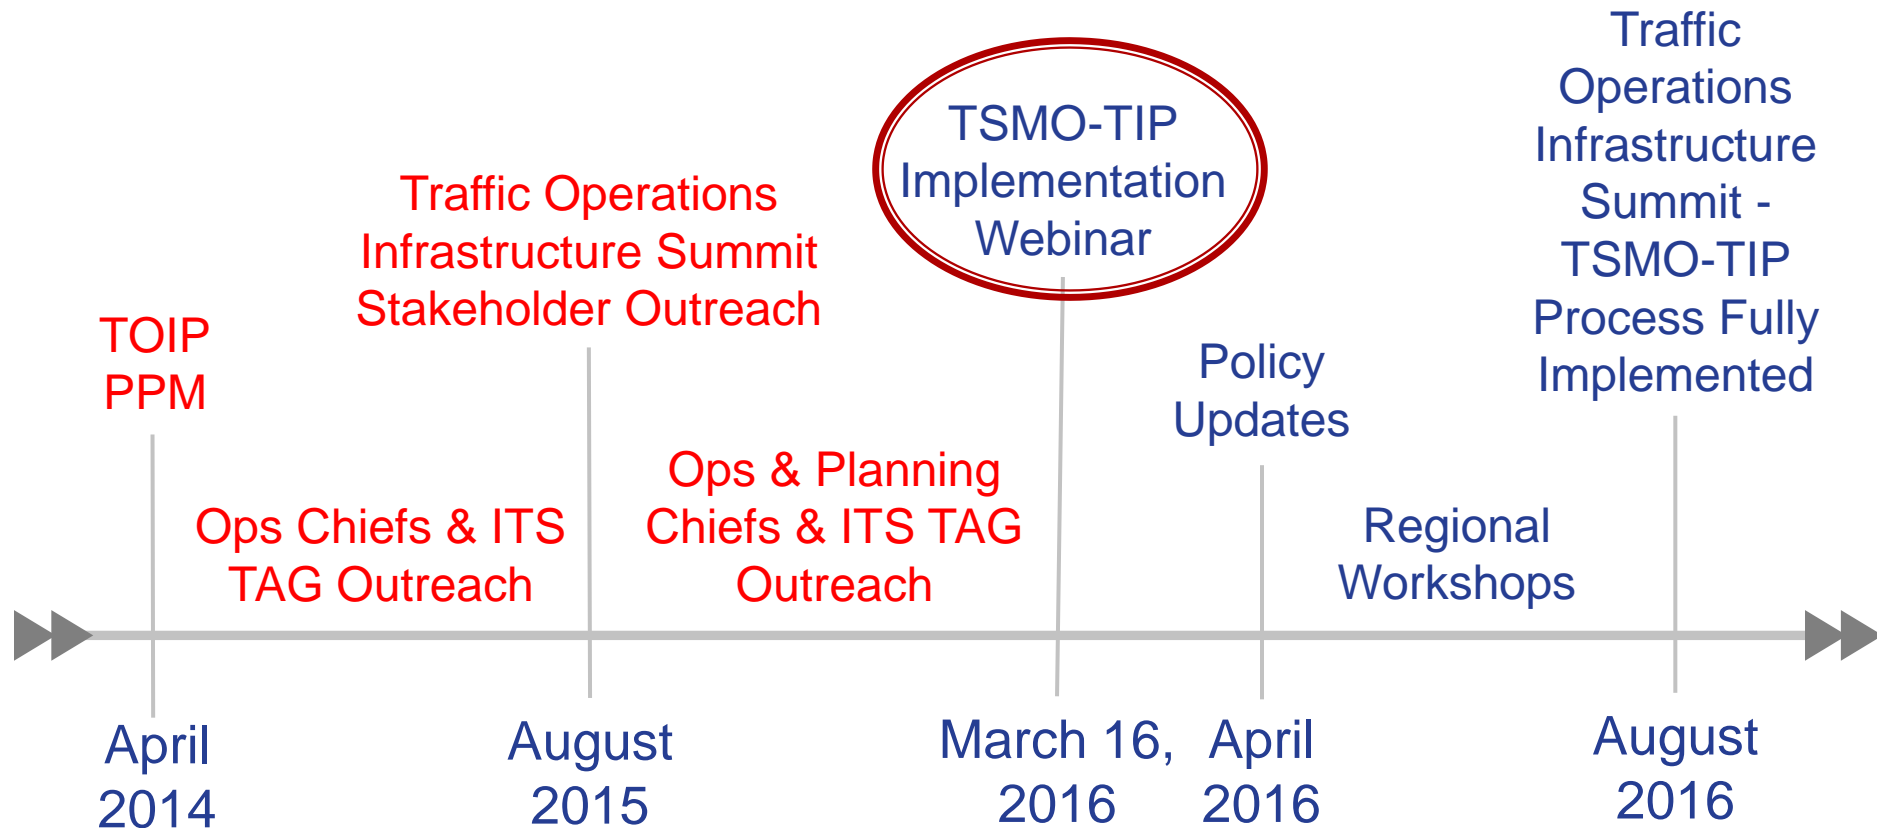 TOIP
PPM
Ops Chiefs & ITS
TAG Outreach
Traffic Operations
Infrastructure Summit
Stakeholder Outreach
Ops & Planning
Chiefs & ITS TAG
Outreach
TSMO-TIP
Implementation
Webinar
Policy
Updates
Regional
Workshops
Traffic
Operations
Infrastructure
Summit -
TSMO-TIP
Process Fully
Implemented
April
2014
August
2015
March 16,
2016
April
2016
August
2016